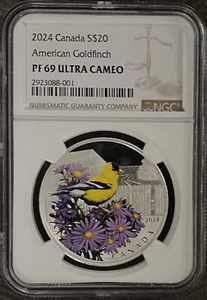 2024 Canada S$20
American Goldfinch
PF 69 ULTRA CAMEO
2923088-001
NGC
NUMISMATIC GUARANTY COMPANY
CANADA
2024